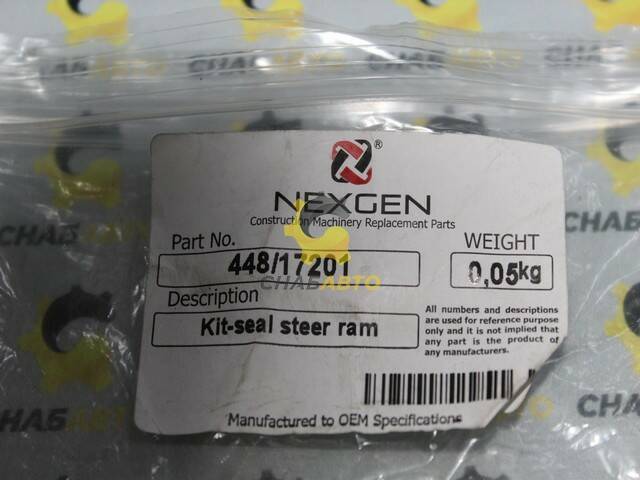 СНАБАВТО
®
NEXGEN
Construction Machinery Replacement Parts
Part No.
WEIGHT
448/17201
0,05kg
СНАБАВТО
Description
Kit-seal steer ram
All numbers and descriptions
are used for reference purpose
only and it is not implied that
any part is the product of
any manufacturers.
Manufactured to OEM Specifications
СНАБАВТО